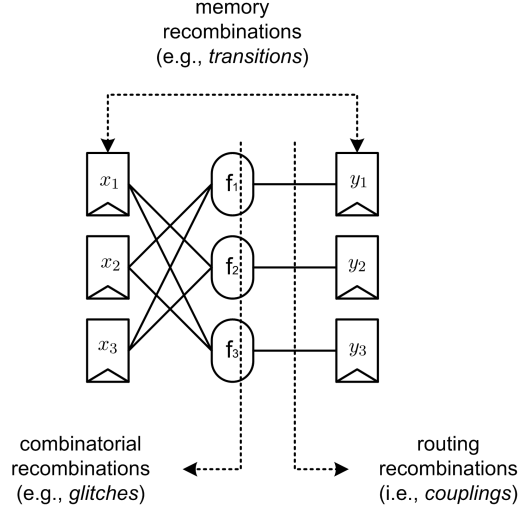 memory
recombinations
(e.g., transitions)
x₁ f₁ y₁
x₂ f₂ y₂
x₃ f₃ y₃
combinatorial
recombinations
(e.g., glitches)
routing
recombinations
(i.e., couplings)